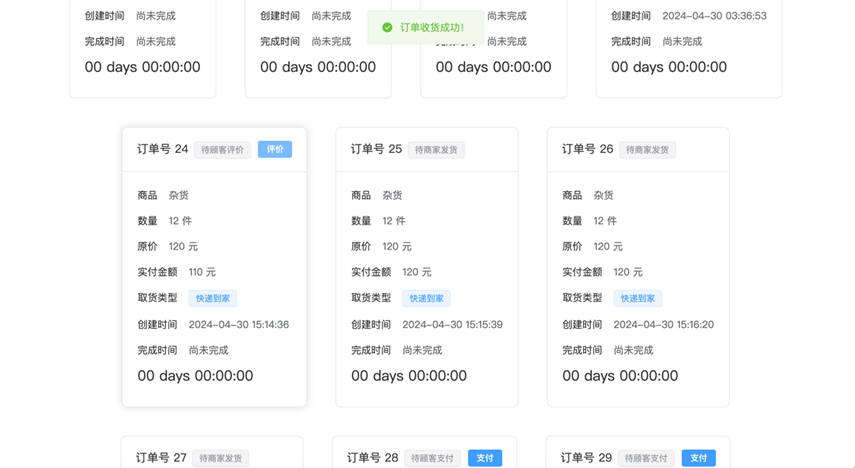 创建时间 尚未完成 创建时间 尚未完成 尚未完成 创建时间 2024-04-30 03:36:53
订单收货成功!
完成时间 尚未完成 完成时间 尚未完成 尚未完成 完成时间 尚未完成
00 days 00:00:00 00 days 00:00:00 00 days 00:00:00 00 days 00:00:00
订单号 24 待顾客评价 评价
商品 杂货
数量 12 件
原价 120 元
实付金额 110 元
取货类型 快递到家
创建时间 2024-04-30 15:14:36
完成时间 尚未完成
00 days 00:00:00
订单号 25 待商家发货
商品 杂货
数量 12 件
原价 120 元
实付金额 120 元
取货类型 快递到家
创建时间 2024-04-30 15:15:39
完成时间 尚未完成
00 days 00:00:00
订单号 26 待商家发货
商品 杂货
数量 12 件
原价 120 元
实付金额 120 元
取货类型 快递到家
创建时间 2024-04-30 15:16:20
完成时间 尚未完成
00 days 00:00:00
订单号 27 待商家发货
订单号 28 待顾客支付 支付
订单号 29 待顾客支付 支付